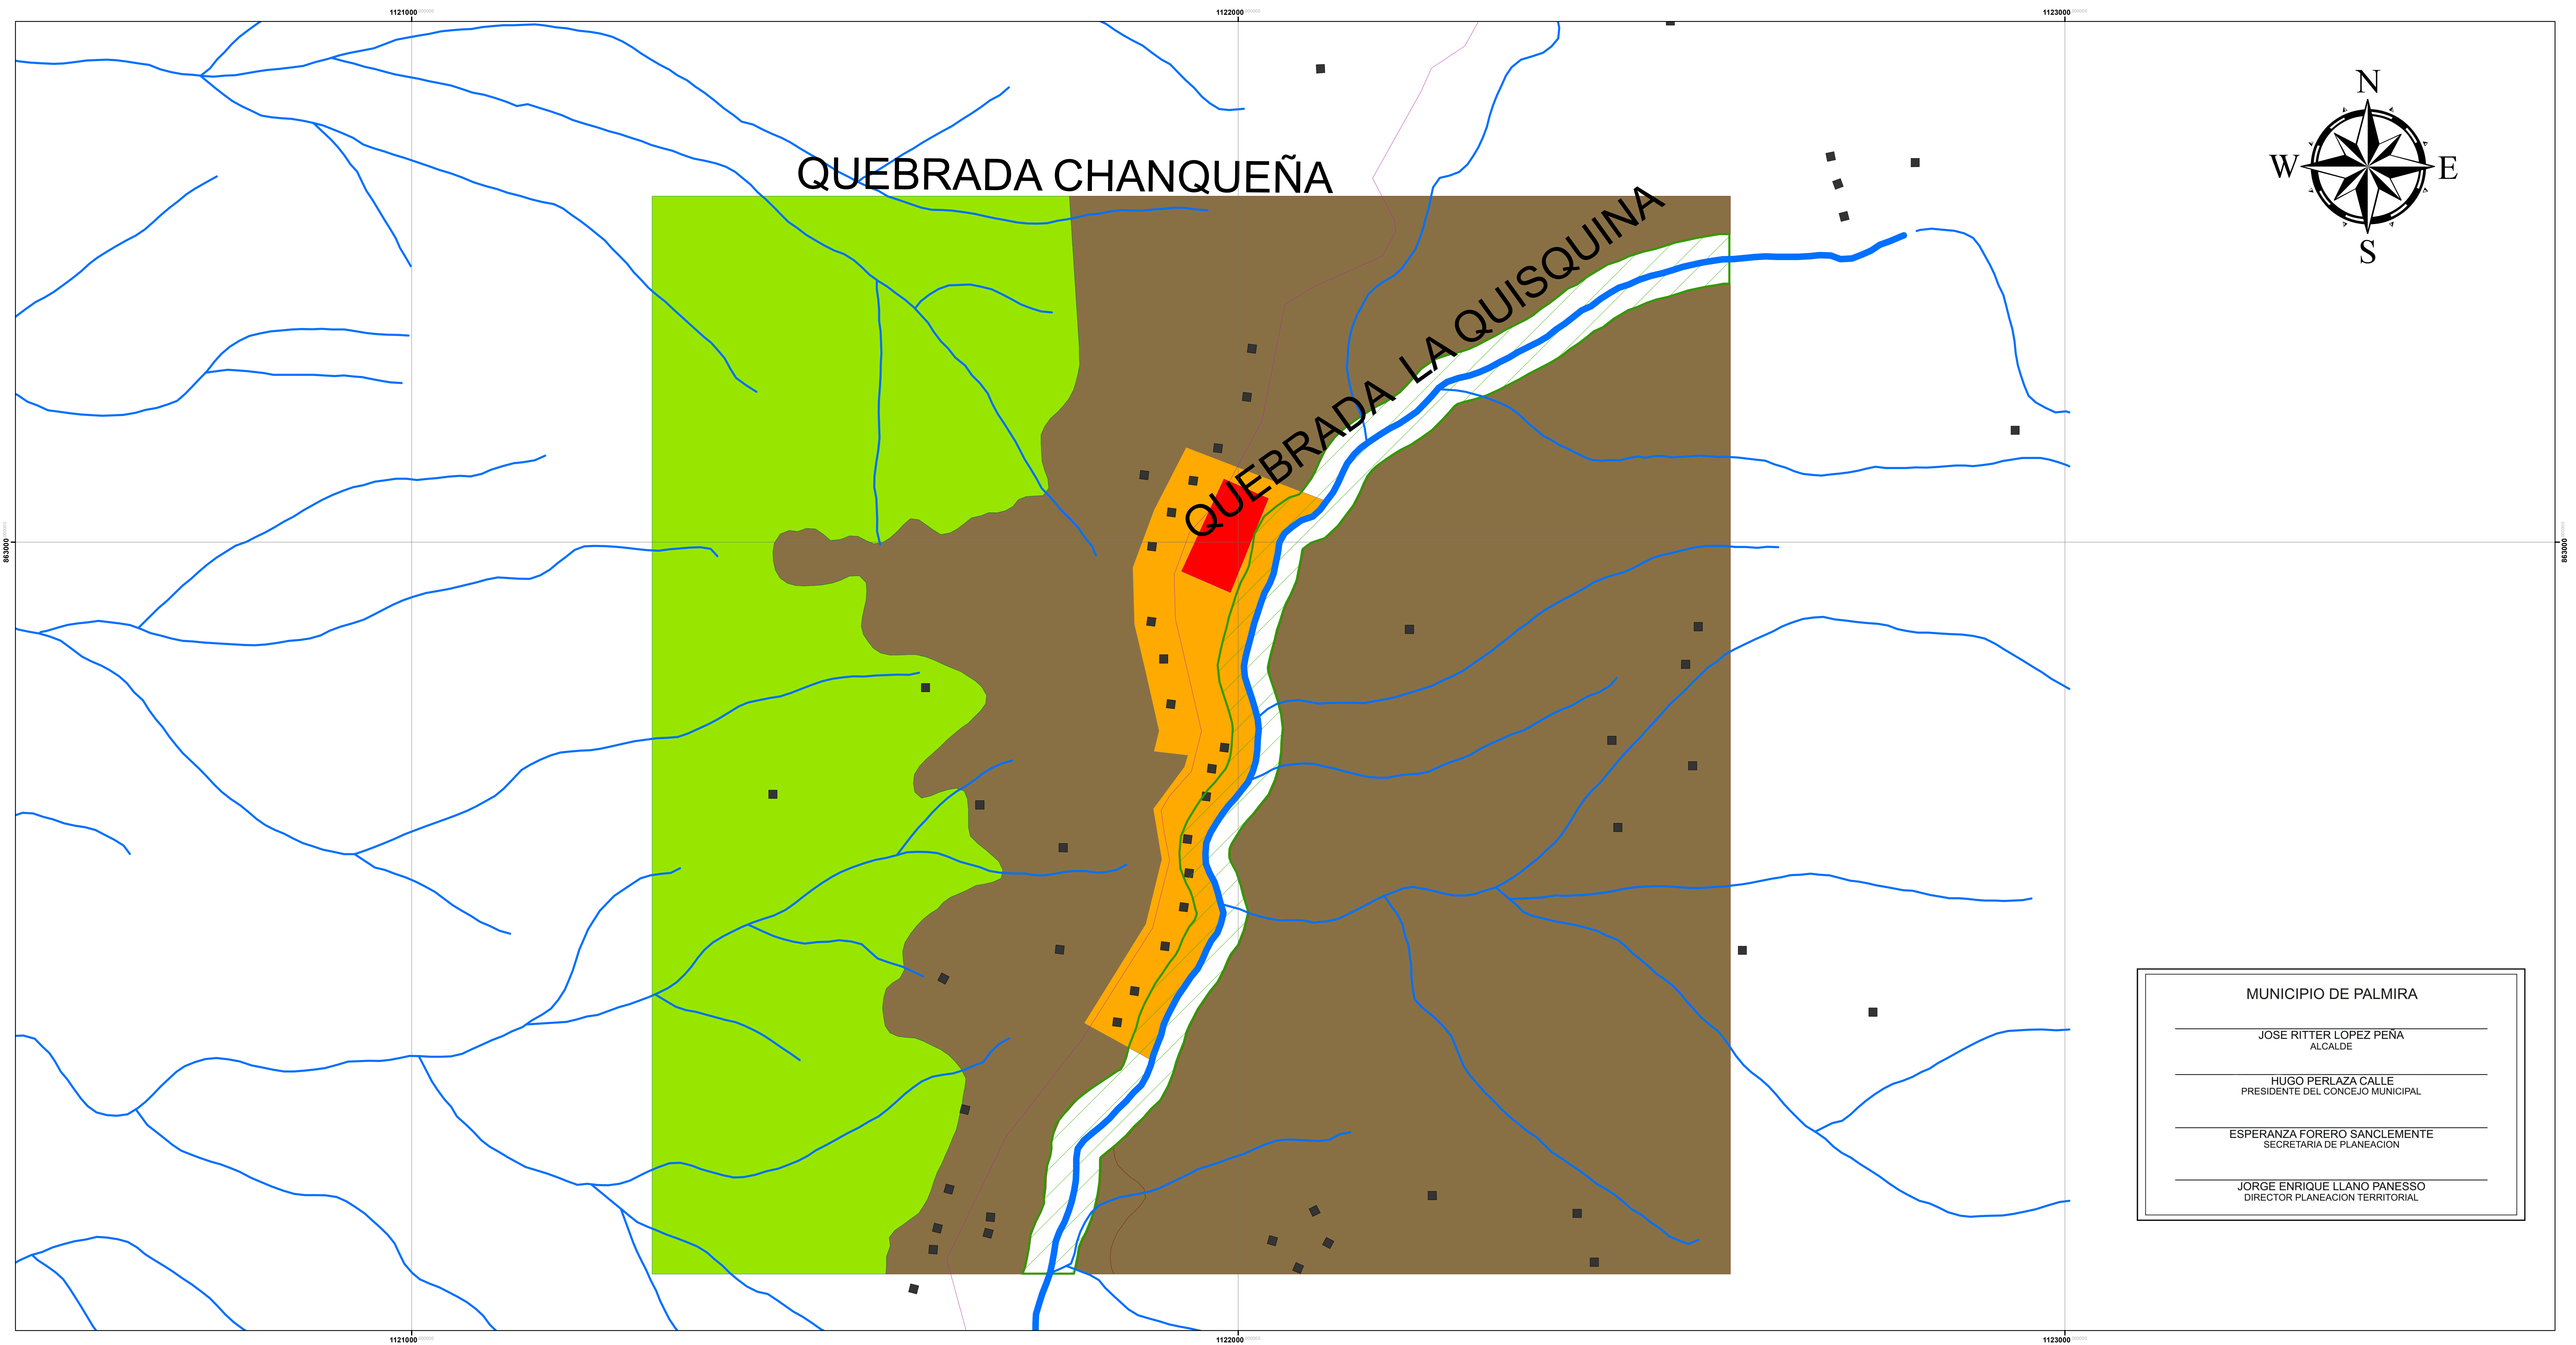 1121000
1122000
1123000
N
W
E
S
QUEBRADA CHANQUEÑA
QUEBRADA LA QUISQUINA
863000
863000
MUNICIPIO DE PALMIRA
JOSE RITTER LOPEZ PEÑA
ALCALDE
HUGO PERLAZA CALLE
PRESIDENTE DEL CONCEJO MUNICIPAL
ESPERANZA FORERO SANCLEMENTE
SECRETARIA DE PLANEACION
JORGE ENRIQUE LLANO PANESSO
DIRECTOR PLANEACION TERRITORIAL
1121000
1122000
1123000